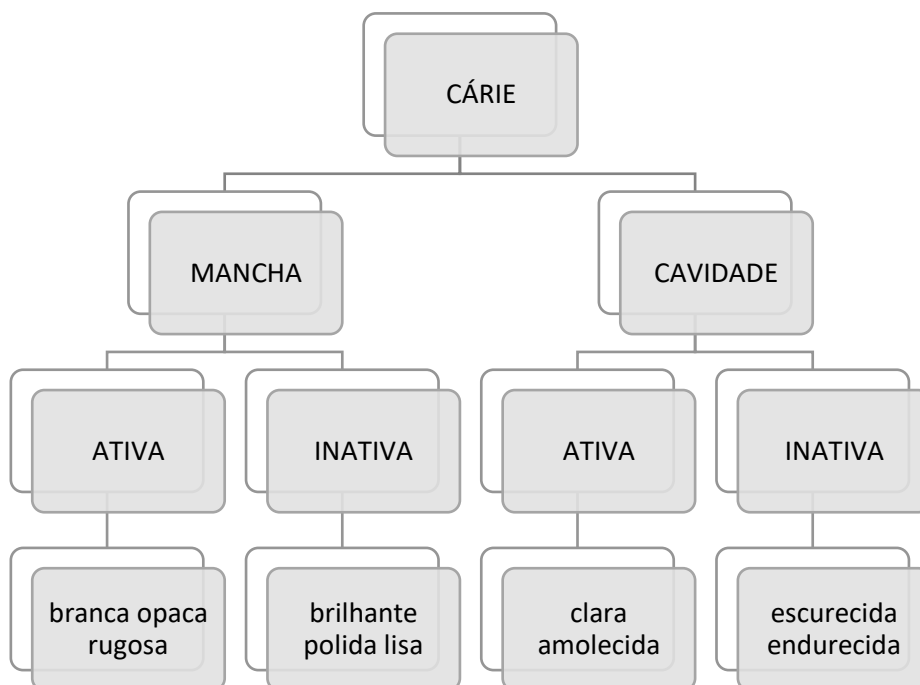 CÁRIE
MANCHA
CAVIDADE
ATIVA
INATIVA
ATIVA
INATIVA
branca opaca
rugosa
brilhante
polida lisa
clara
amolecida
escurecida
endurecida